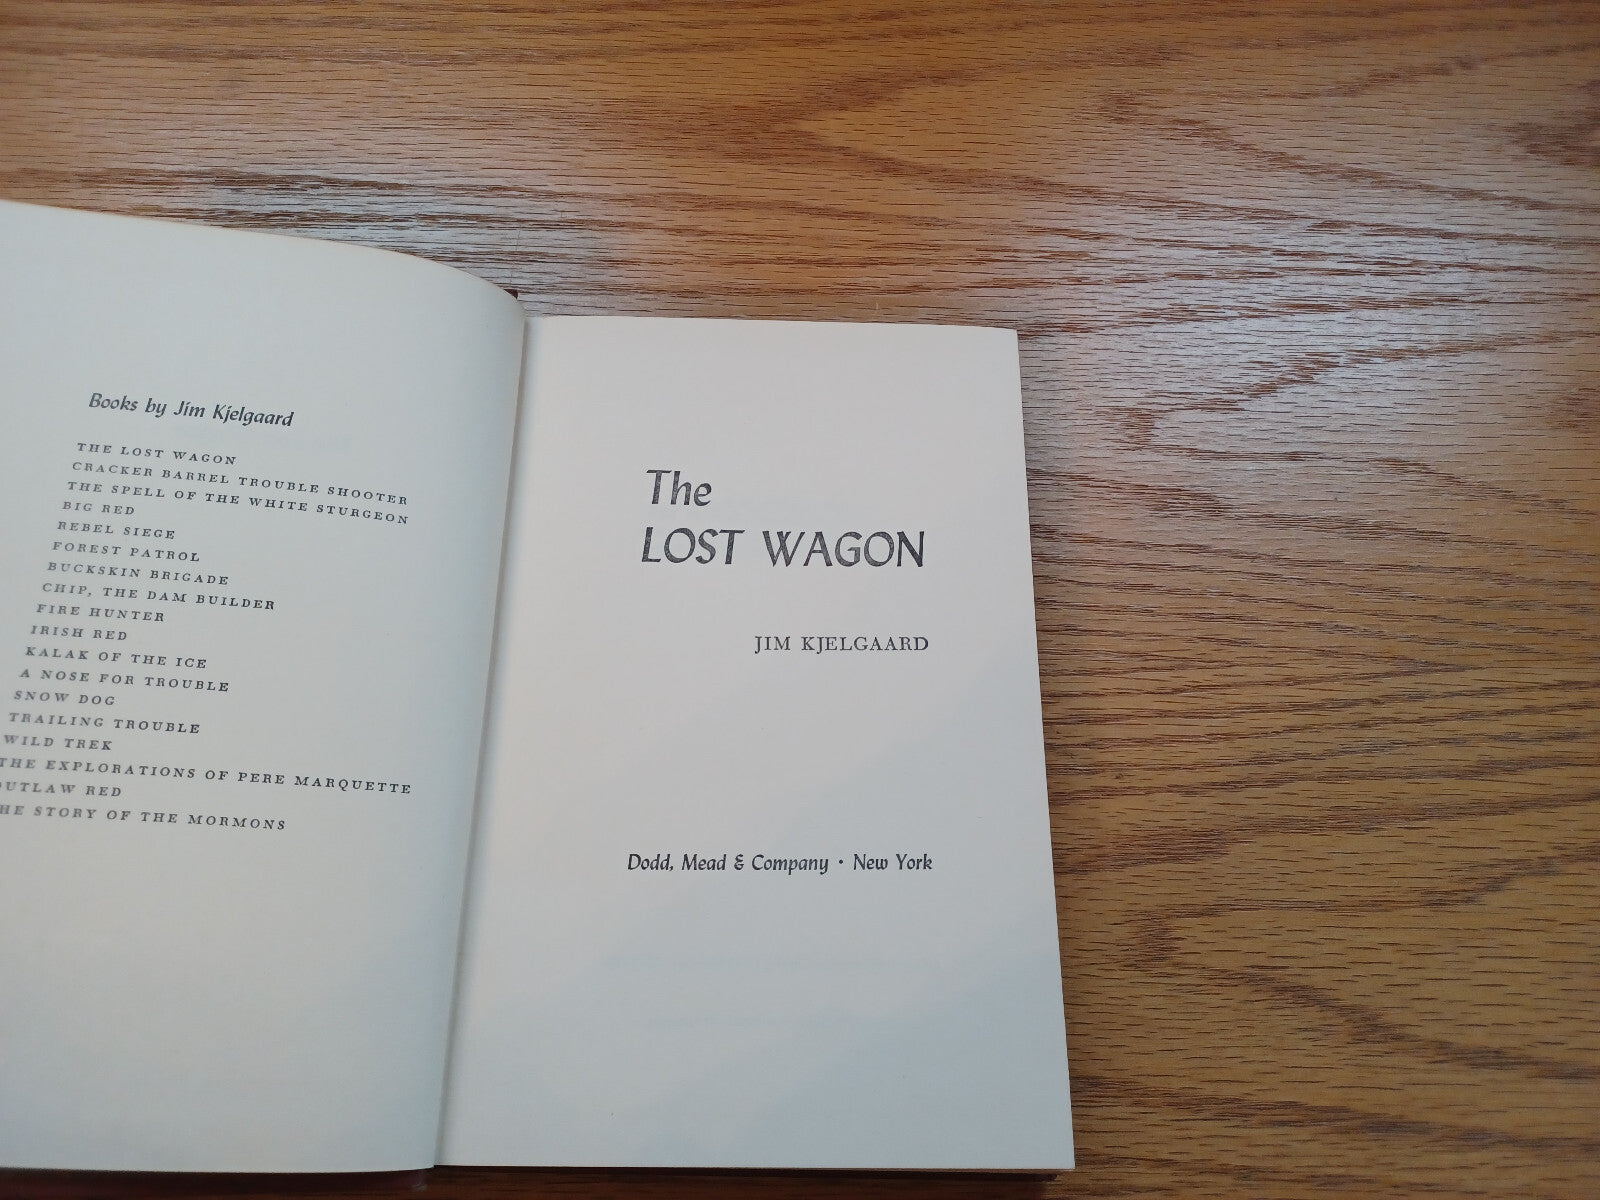 Books by Jim Kjelgaard
THE LOST WAGON
CRACKER BARREL TROUBLE SHOOTER
THE SPELL OF THE WHITE STURGEON
BIG RED
REBEL SIEGE
FOREST PATROL
BUCKSKIN BRIGADE
CHIP, THE DAM BUILDER
FIRE HUNTER
IRISH RED
KALAK OF THE ICE
A NOSE FOR TROUBLE
SNOW DOG
TRAILING TROUBLE
WILD TREK
THE EXPLORATIONS OF PERE MARQUETTE
OUTLAW RED
HE STORY OF THE MORMONS
The
LOST WAGON
JIM KJELGAARD
Dodd, Mead & Company • New York